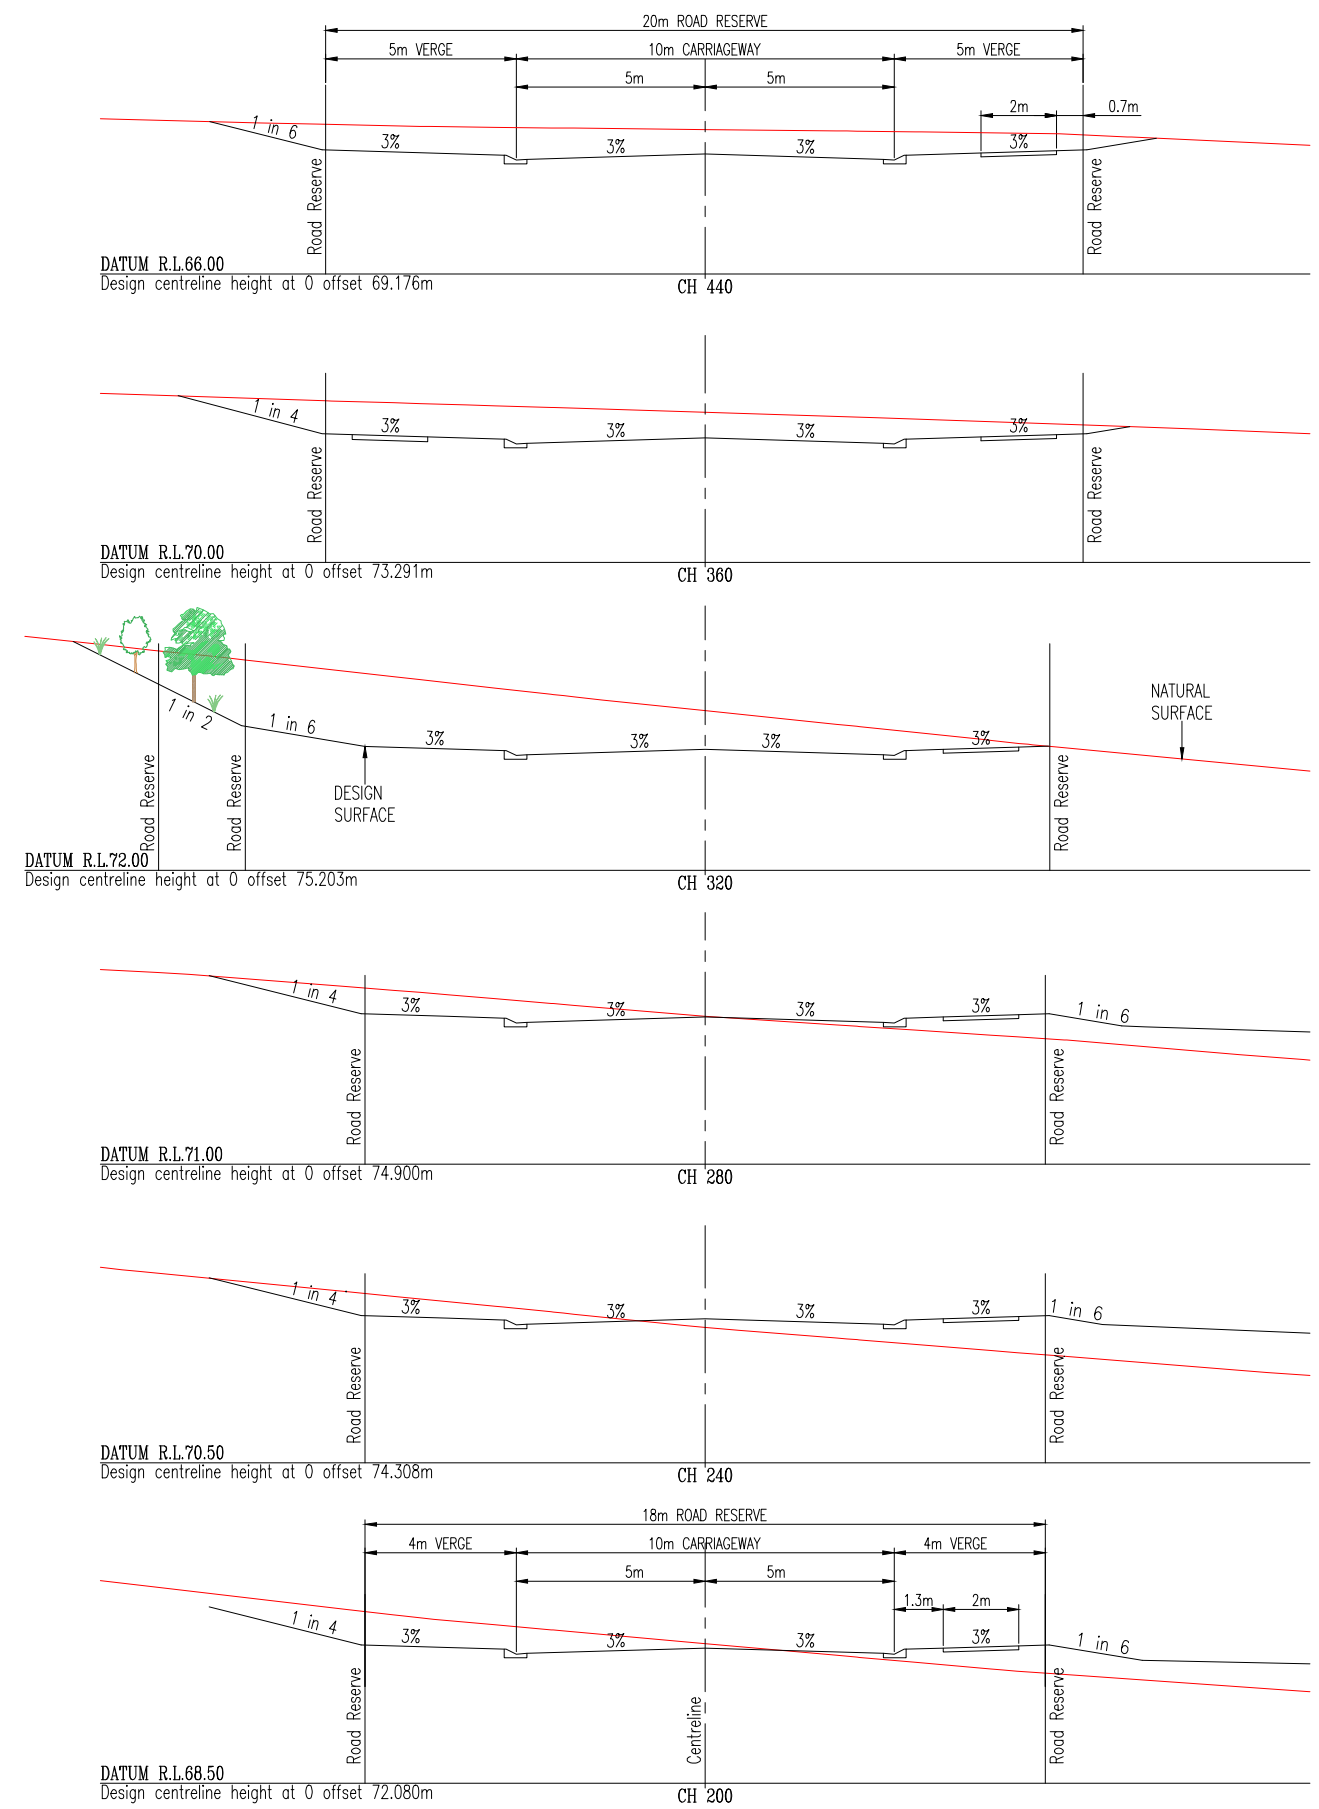 20m ROAD RESERVE
5m VERGE
10m CARRIAGEWAY
5m VERGE
5m
5m
2m
0.7m
1 in 6
3%
3%
3%
3%
Road Reserve
Road Reserve
DATUM R.L.66.00
Design centreline height at 0 offset 69.176m
CH 440
1 in 4
3%
3%
3%
3%
Road Reserve
Road Reserve
DATUM R.L.70.00
Design centreline height at 0 offset 73.291m
CH 360
1 in 2
1 in 6
3%
3%
3%
3%
NATURAL
SURFACE
DESIGN
SURFACE
Road Reserve
Road Reserve
Road Reserve
DATUM R.L.72.00
Design centreline height at 0 offset 75.203m
CH 320
1 in 4
3%
3%
3%
3%
1 in 6
Road Reserve
Road Reserve
DATUM R.L.71.00
Design centreline height at 0 offset 74.900m
CH 280
1 in 4
3%
3%
3%
3%
1 in 6
Road Reserve
Road Reserve
DATUM R.L.70.50
Design centreline height at 0 offset 74.308m
CH 240
18m ROAD RESERVE
4m VERGE
10m CARRIAGEWAY
4m VERGE
5m
5m
1.3m
2m
1 in 4
3%
3%
3%
3%
1 in 6
Road Reserve
Centreline
Road Reserve
DATUM R.L.68.50
Design centreline height at 0 offset 72.080m
CH 200